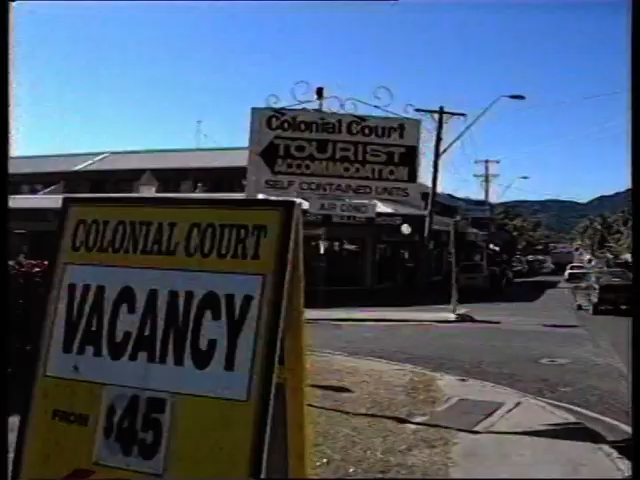 Colonial Court
TOURIST
ACCOMMODATION
SELF CONTAINED UNITS
AIR COND
COLONIAL COURT
VACANCY
FROM $45